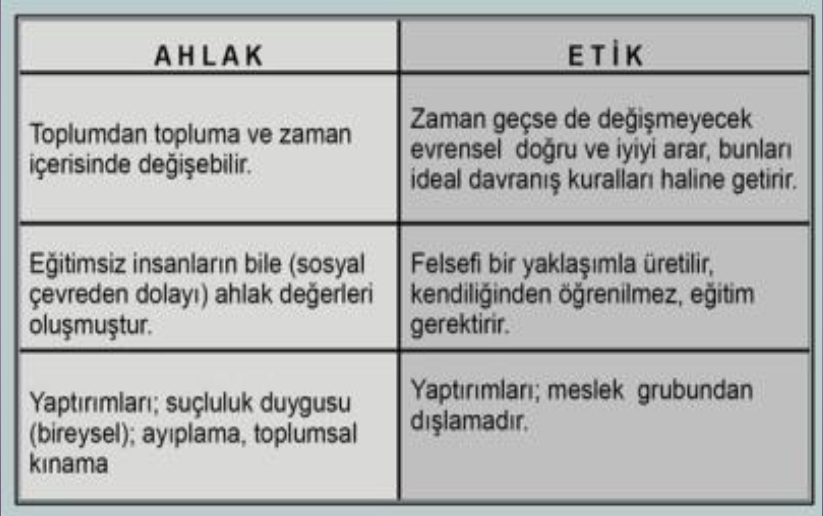 AHLAK
ETİK
Toplumdan topluma ve zaman
içerisinde değişebilir.
Zaman geçse de değişmeyecek
evrensel doğru ve iyiyi arar, bunları
ideal davranış kuralları haline getirir.
Eğitimsiz insanların bile (sosyal
çevreden dolayı) ahlak değerleri
oluşmuştur.
Felsefi bir yaklaşımla üretilir,
kendiliğinden öğrenilmez, eğitim
gerektirir.
Yaptırımları; suçluluk duygusu
(bireysel); ayıplama, toplumsal
kınama
Yaptırımları; meslek grubundan
dışlamadır.